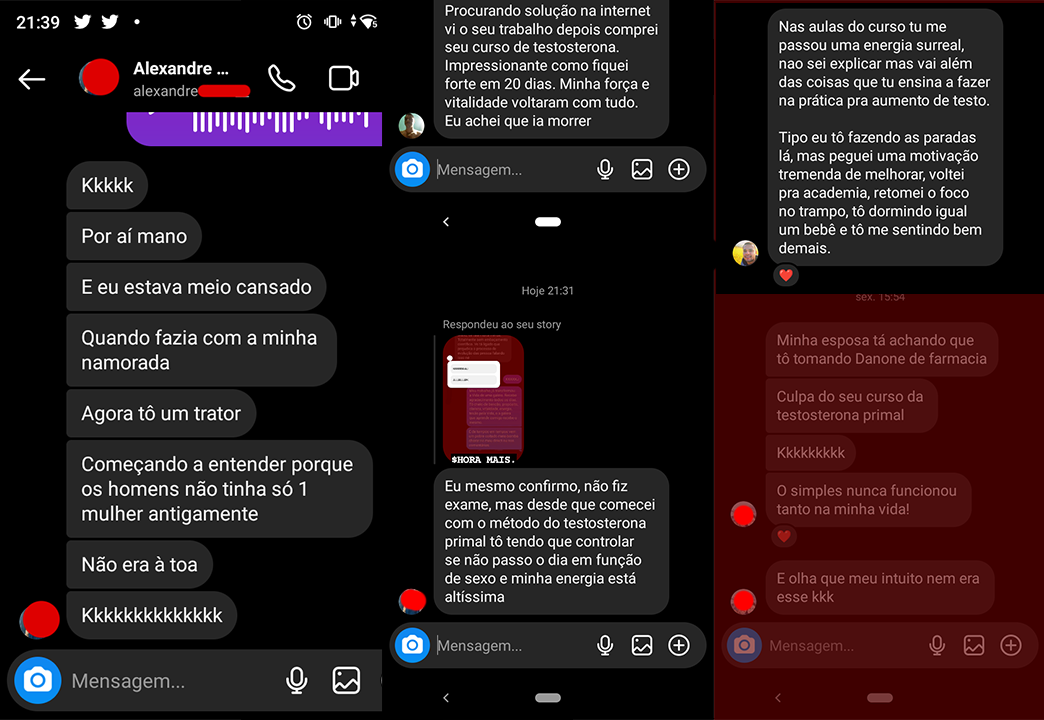 21:39
Alexandre ...
alexandre
Kkkkk
Por aí mano
E eu estava meio cansado
Quando fazia com a minha
namorada
Agora tô um trator
Começando a entender porque
os homens não tinha só 1
mulher antigamente
Não era à toa
Kkkkkkkkkkkkk
Mensagem...
Procurando solução na internet
vi o seu trabalho depois comprei
seu curso de testosterona.
Impressionante como fiquei
forte em 20 dias. Minha força e
vitalidade voltaram com tudo.
Eu achei que ia morrer
Mensagem...
Hoje 21:31
Respondeu ao seu story
$HORA MAIS.
Eu mesmo confirmo, não fiz
exame, mas desde que comecei
com o método do testosterona
primal tô tendo que controlar
se não passo o dia em função
de sexo e minha energia está
altíssima
Mensagem...
Nas aulas do curso tu me
passou uma energia surreal,
nao sei explicar mas vai além
das coisas que tu ensina a fazer
na prática pra aumento de testo.
Tipo eu tô fazendo as paradas
lá, mas peguei uma motivação
tremenda de melhorar, voltei
pra academia, retomei o foco
no trampo, tô dormindo igual
um bebê e tô me sentindo bem
demais.
sex. 15:54
Minha esposa tá achando que
tô tomando Danone de farmacia
Culpa do seu curso da
testosterona primal
Kkkkkkkkk
O simples nunca funcionou
tanto na minha vida!
E olha que meu intuito nem era
esse kkk
Mensagem...